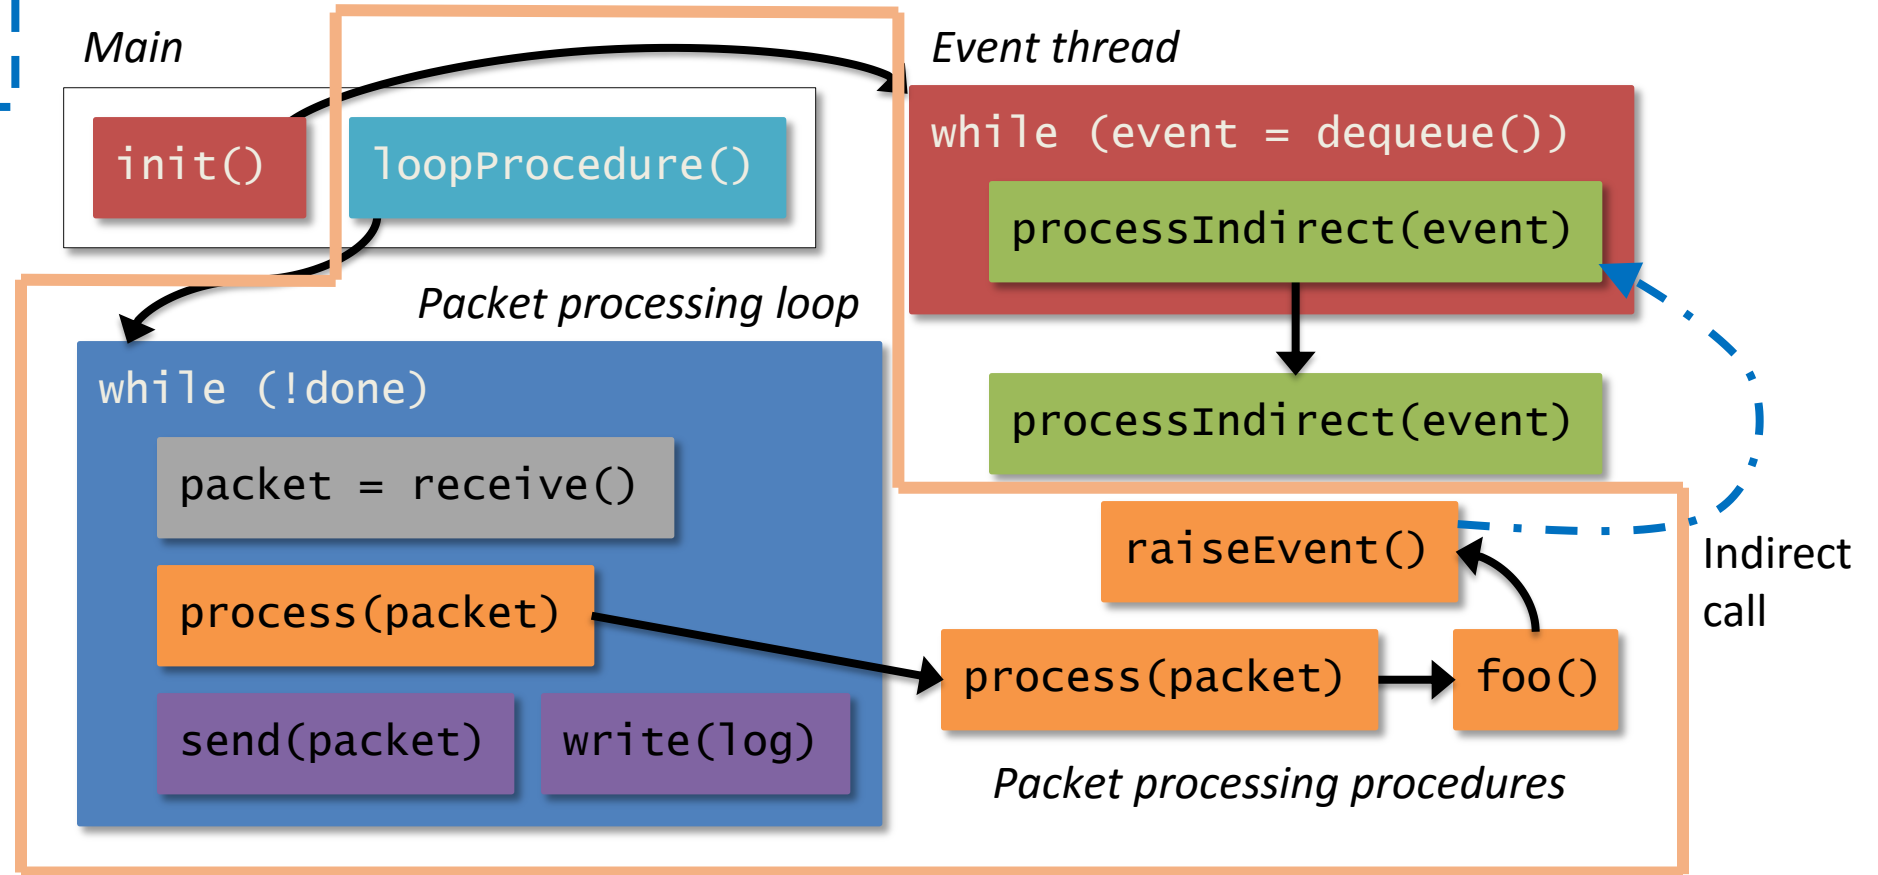 Main
Event thread
init()
loopProcedure()
while (event = dequeue())
processIndirect(event)
Packet processing loop
while (!done)
processIndirect(event)
packet = receive()
raiseEvent()
Indirect
call
process(packet)
process(packet)
foo()
send(packet)
write(log)
Packet processing procedures